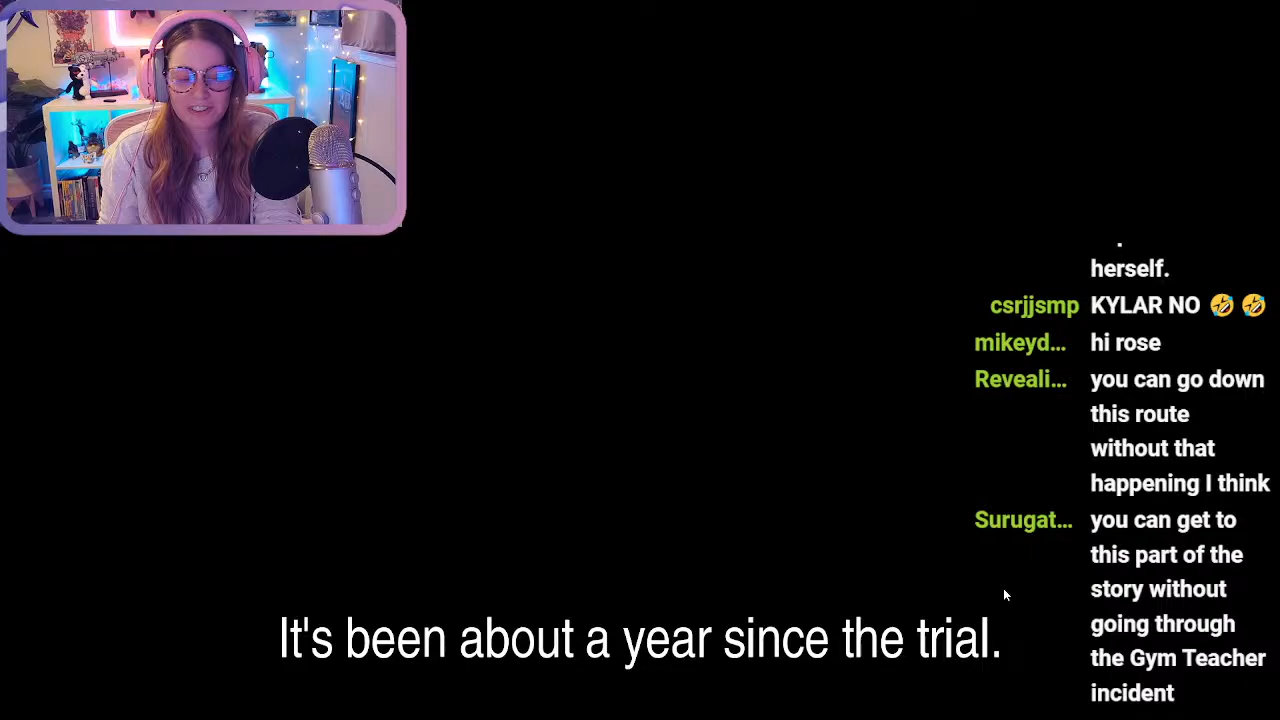 herself.
csrjjsmp KYLAR NO 🤣 🤣
mikeyd... hi rose
Reveali... you can go down
this route
without that
happening I think
Surugat... you can get to
this part of the
story without
going through
the Gym Teacher
incident
It's been about a year since the trial.